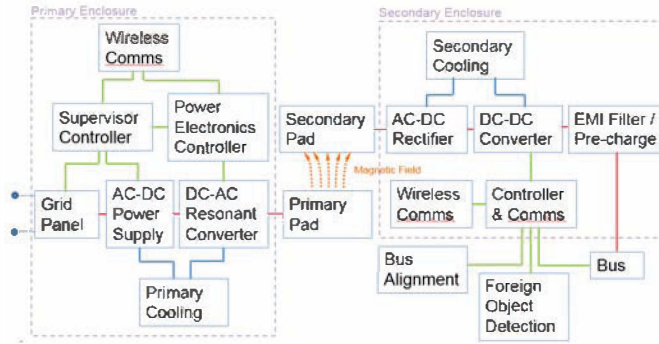 Primary Enclosure
Wireless
Comms
Supervisor
Controller
Power
Electronics
Controller
Grid
Panel
AC-DC
Power
Supply
DC-AC
Resonant
Converter
Primary
Cooling
Primary
Pad
Magnetic Field
Secondary
Pad
Secondary Enclosure
Secondary
Cooling
AC-DC
Rectifier
DC-DC
Converter
EMI Filter /
Pre-charge
Wireless
Comms
Controller
& Comms
Bus
Alignment
Foreign
Object
Detection
Bus